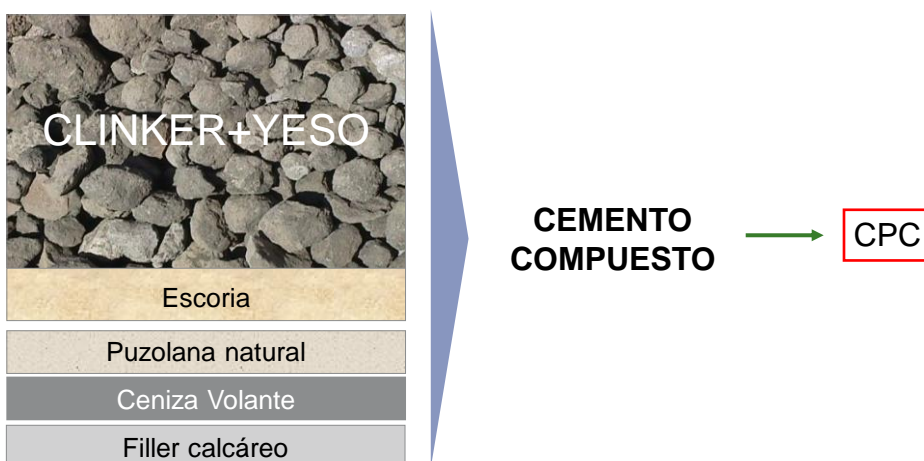 CLINKER+YESO
Escoria
Puzolana natural
Ceniza Volante
Filler calcáreo
CEMENTO
COMPUESTO
CPC